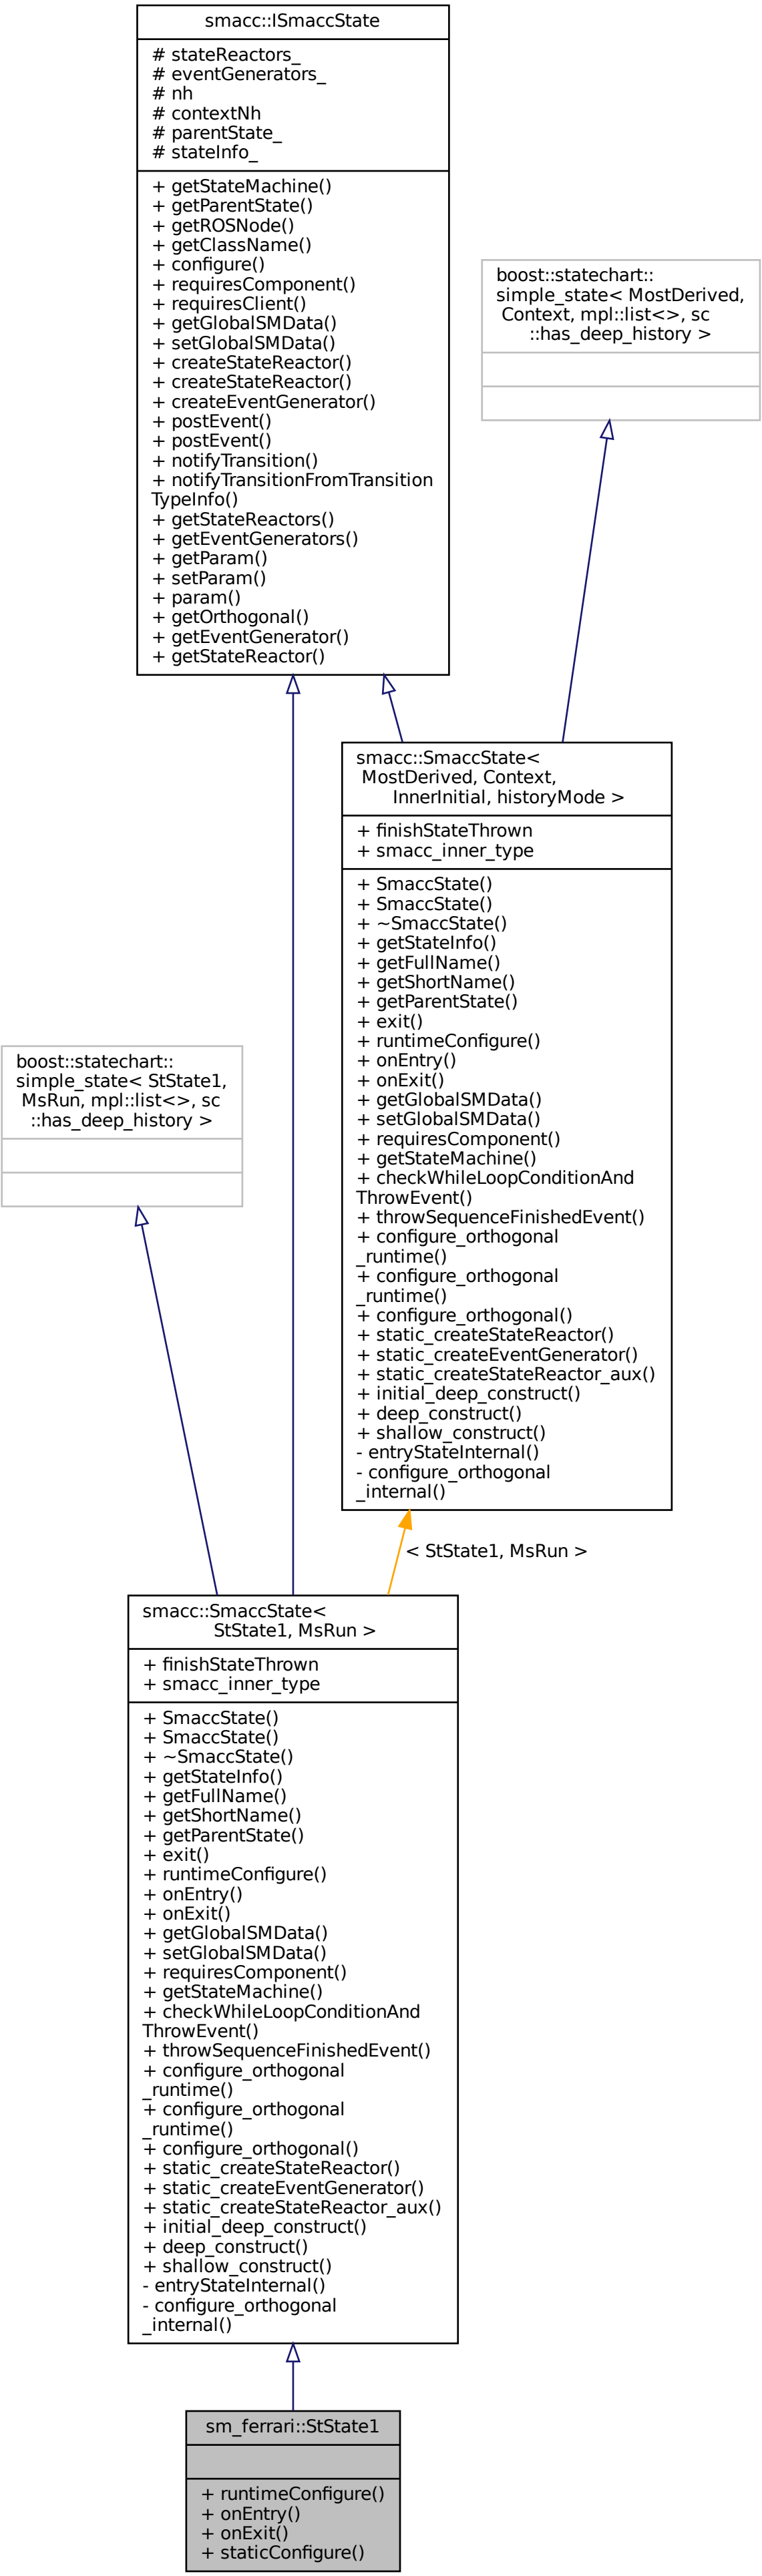 smacc::ISmaccState
# stateReactors_
# eventGenerators_
# nh
# contextNh
# parentState_
# stateInfo_
+ getStateMachine()
+ getParentState()
+ getROSNode()
+ getClassName()
+ configure()
+ requiresComponent()
+ requiresClient()
+ getGlobalSMData()
+ setGlobalSMData()
+ createStateReactor()
+ createStateReactor()
+ createEventGenerator()
+ postEvent()
+ postEvent()
+ notifyTransition()
+ notifyTransitionFromTransition
TypeInfo()
+ getStateReactors()
+ getEventGenerators()
+ getParam()
+ setParam()
+ param()
+ getOrthogonal()
+ getEventGenerator()
+ getStateReactor()
boost::statechart::
simple_state< MostDerived,
Context, mpl::list<>, sc
::has_deep_history >
smacc::SmaccState<
MostDerived, Context,
InnerInitial, historyMode >
+ finishStateThrown
+ smacc_inner_type
+ SmaccState()
+ SmaccState()
+ ~SmaccState()
+ getStateInfo()
+ getFullName()
+ getShortName()
+ getParentState()
+ exit()
+ runtimeConfigure()
+ onEntry()
+ onExit()
+ getGlobalSMData()
+ setGlobalSMData()
+ requiresComponent()
+ getStateMachine()
+ checkWhileLoopConditionAnd
ThrowEvent()
+ throwSequenceFinishedEvent()
+ configure_orthogonal
_runtime()
+ configure_orthogonal
_runtime()
+ configure_orthogonal()
+ static_createStateReactor()
+ static_createEventGenerator()
+ static_createStateReactor_aux()
+ initial_deep_construct()
+ deep_construct()
+ shallow_construct()
- entryStateInternal()
- configure_orthogonal
_internal()
boost::statechart::
simple_state< StState1,
MsRun, mpl::list<>, sc
::has_deep_history >
< StState1, MsRun >
smacc::SmaccState<
StState1, MsRun >
+ finishStateThrown
+ smacc_inner_type
+ SmaccState()
+ SmaccState()
+ ~SmaccState()
+ getStateInfo()
+ getFullName()
+ getShortName()
+ getParentState()
+ exit()
+ runtimeConfigure()
+ onEntry()
+ onExit()
+ getGlobalSMData()
+ setGlobalSMData()
+ requiresComponent()
+ getStateMachine()
+ checkWhileLoopConditionAnd
ThrowEvent()
+ throwSequenceFinishedEvent()
+ configure_orthogonal
_runtime()
+ configure_orthogonal
_runtime()
+ configure_orthogonal()
+ static_createStateReactor()
+ static_createEventGenerator()
+ static_createStateReactor_aux()
+ initial_deep_construct()
+ deep_construct()
+ shallow_construct()
- entryStateInternal()
- configure_orthogonal
_internal()
sm_ferrari::StState1
+ runtimeConfigure()
+ onEntry()
+ onExit()
+ staticConfigure()